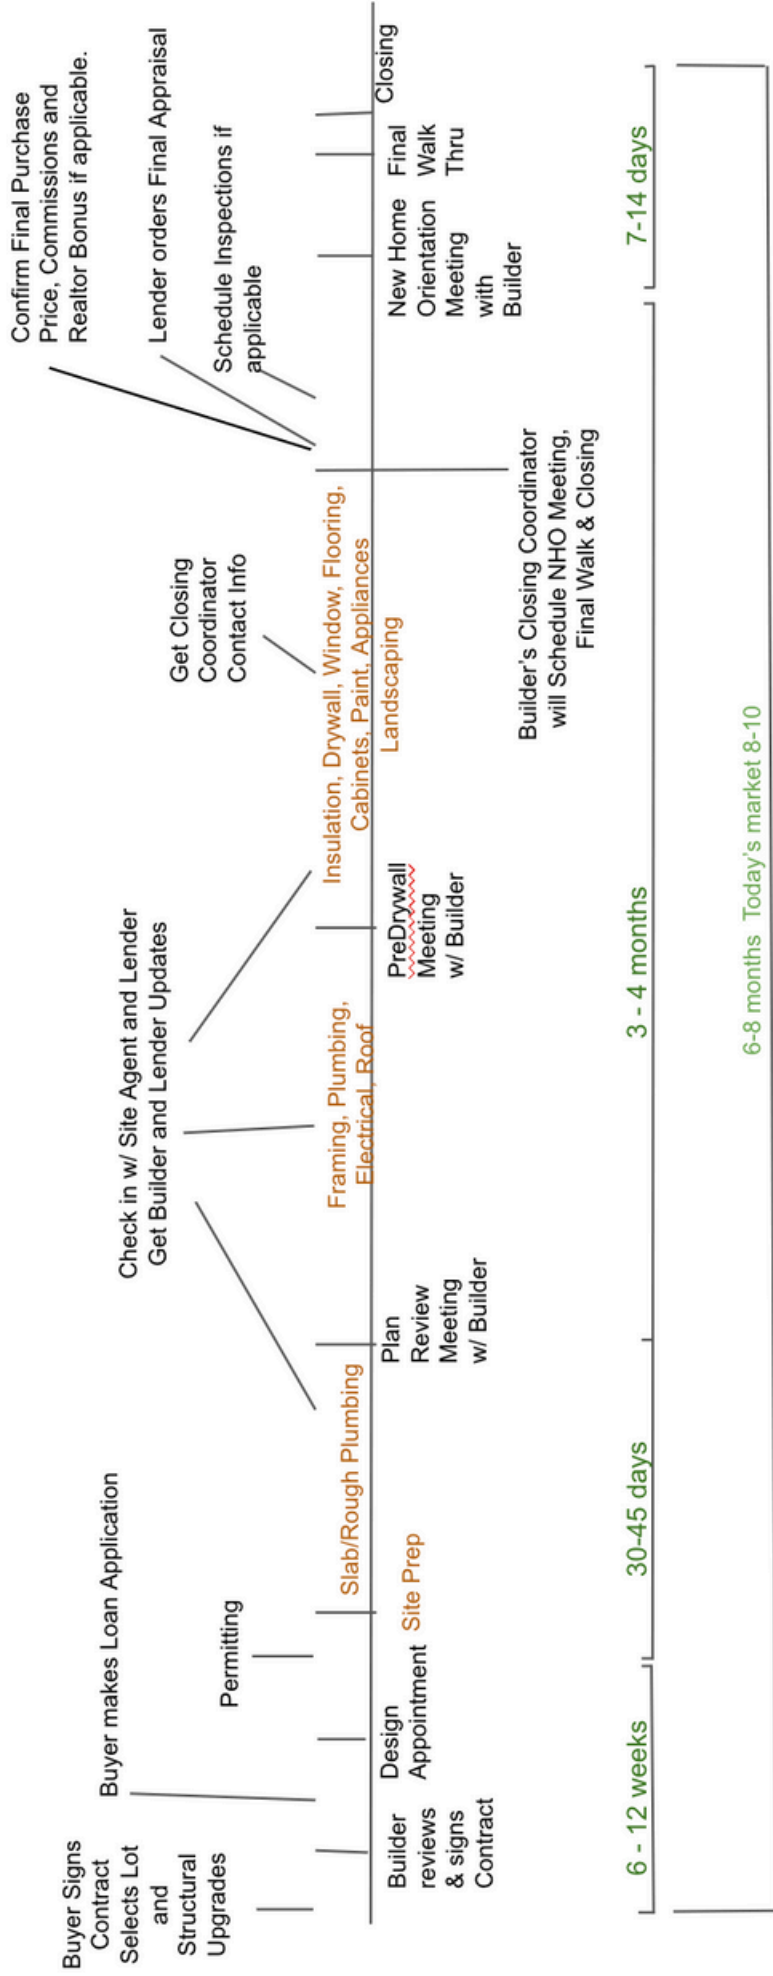 Buyer Signs
Contract
Selects Lot
and
Structural
Upgrades
Buyer makes Loan Application
Permitting
Check in w/ Site Agent and Lender
Get Builder and Lender Updates
Get Closing
Coordinator
Contact Info
Confirm Final Purchase
Price, Commissions and
Realtor Bonus if applicable.
Lender orders Final Appraisal
Schedule Inspections if
applicable
Slab/Rough Plumbing
Framing, Plumbing,
Electrical, Roof
Insulation, Drywall, Window, Flooring,
Cabinets, Paint, Appliances
Landscaping
Builder
reviews
& signs
Contract
Design
Appointment
Site Prep
Plan
Review
Meeting
w/ Builder
PreDrywall
Meeting
w/ Builder
Builder's Closing Coordinator
will Schedule NHO Meeting,
Final Walk & Closing
New Home
Orientation
Meeting
with
Builder
Final
Walk
Thru
Closing
6 - 12 weeks
30-45 days
3 - 4 months
7-14 days
6-8 months Today's market 8-10